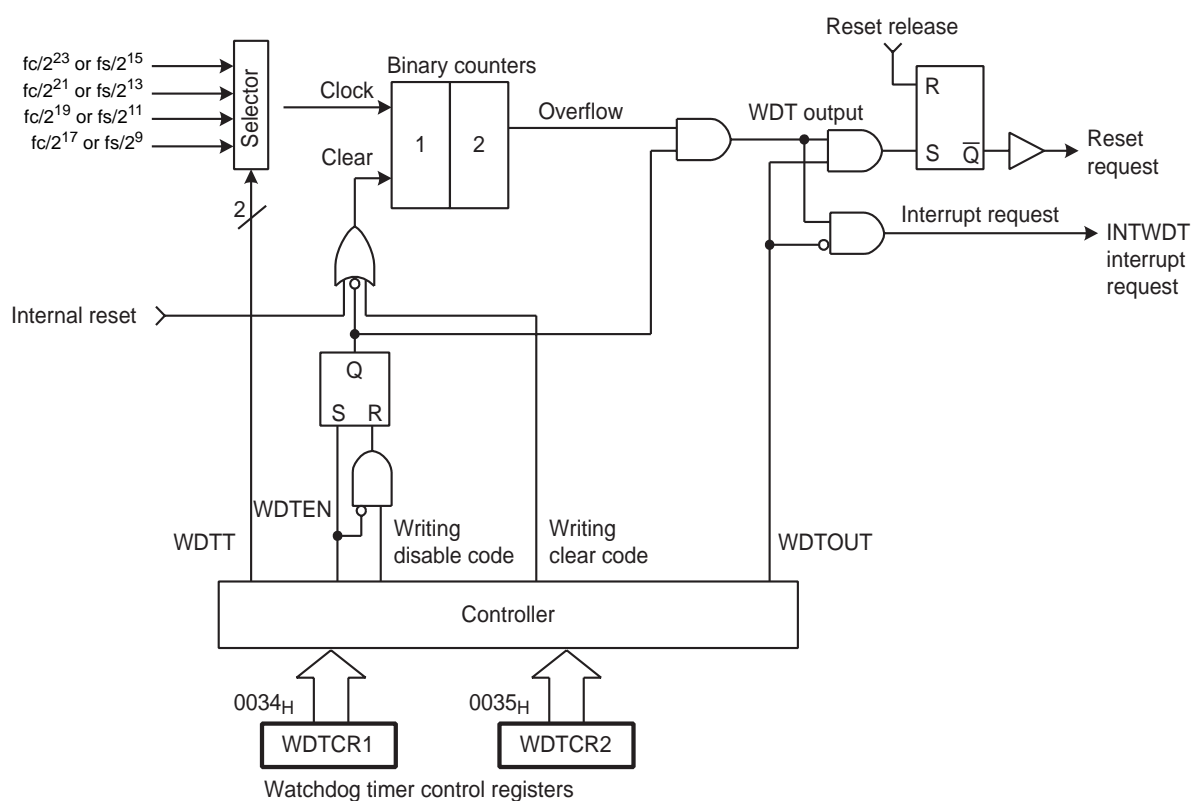 Reset release
fc/2²³ or fs/2¹⁵
fc/2²¹ or fs/2¹³
fc/2¹⁹ or fs/2¹¹
fc/2¹⁷ or fs/2⁹
Selector
Clock
Clear
Binary counters
1 2
Overflow
WDT output
R
S Q̅
Reset
request
2
Interrupt request
INTWDT
interrupt
request
Internal reset
Q
S R
WDTT
WDTEN
Writing
disable code
Writing
clear code
WDTOUT
Controller
0034H
0035H
WDTCR1
WDTCR2
Watchdog timer control registers